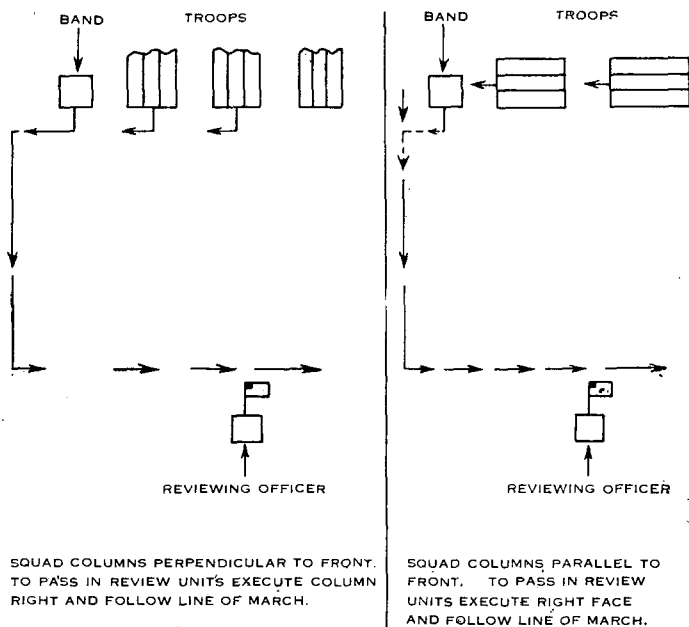 BAND TROOPS
REVIEWING OFFICER
SQUAD COLUMNS PERPENDICULAR TO FRONT.
TO PASS IN REVIEW UNITS EXECUTE COLUMN
RIGHT AND FOLLOW LINE OF MARCH.
BAND TROOPS
REVIEWING OFFICER
SQUAD COLUMNS PARALLEL TO
FRONT. TO PASS IN REVIEW
UNITS EXECUTE RIGHT FACE
AND FOLLOW LINE OF MARCH.